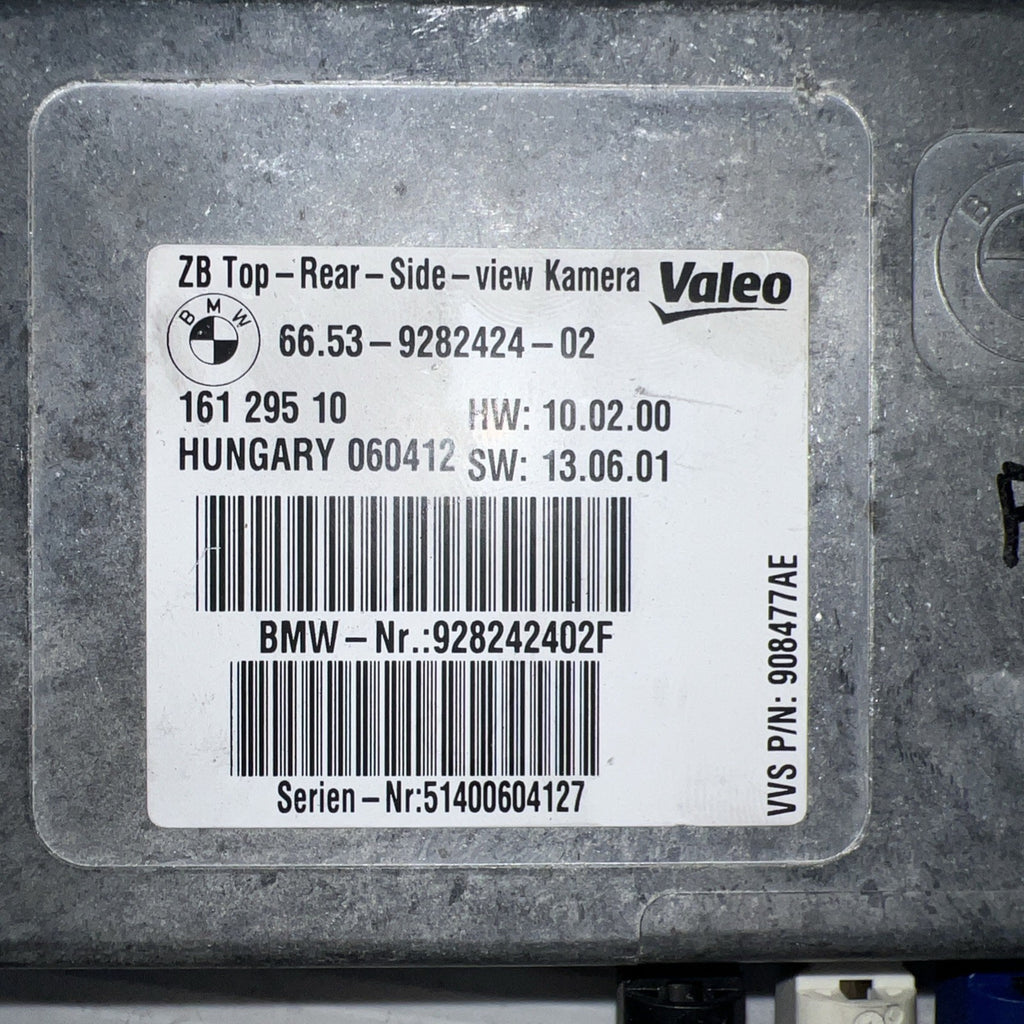 ZB Top-Rear-Side-view Kamera
Valeo
BMW
66.53-9282424-02
161 295 10
HW: 10.02.00
HUNGARY 060412
SW: 13.06.01
BMW-Nr.:928242402F
Serien-Nr:51400604127
VVS P/N: 908477AE